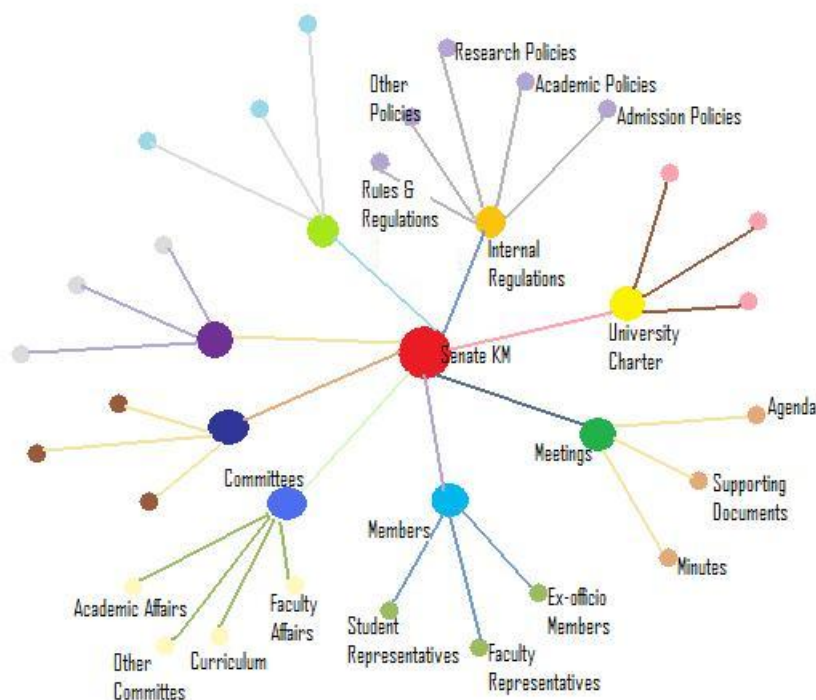 Research Policies
Other
Policies
Academic Policies
Admission Policies
Rules &
Regulations
Internal
Regulations
University
Charter
Senate KM
Agenda
Meetings
Supporting
Documents
Minutes
Committees
Members
Academic Affairs
Other
Committes
Curriculum
Faculty
Affairs
Student
Representatives
Faculty
Representatives
Ex-officio
Members